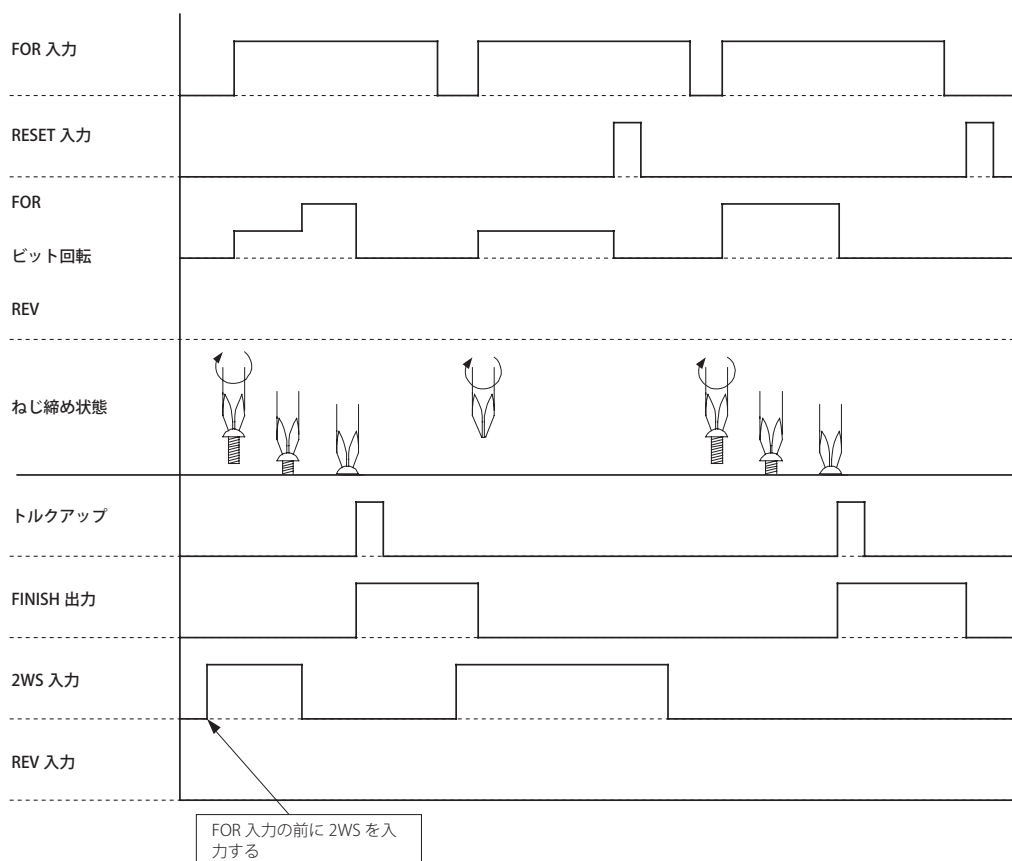 FOR 入力
RESET 入力
FOR
ビット回転
REV
ねじ締め状態
トルクアップ
FINISH 出力
2WS 入力
REV 入力
FOR 入力の前に 2WS を入
力する